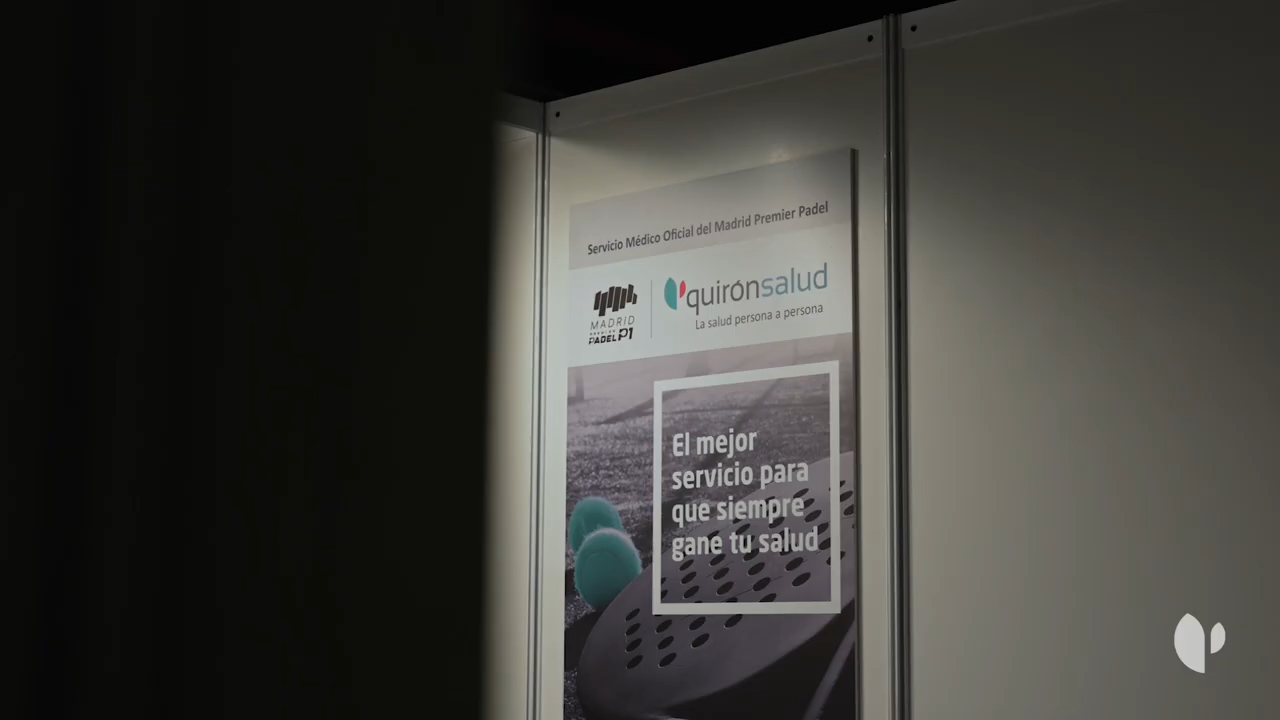 Servicio Médico Oficial del Madrid Premier Padel
MADRID
PREMIER
PADEL P1
quirónsalud
La salud persona a persona
El mejor
servicio para
que siempre
gane tu salud